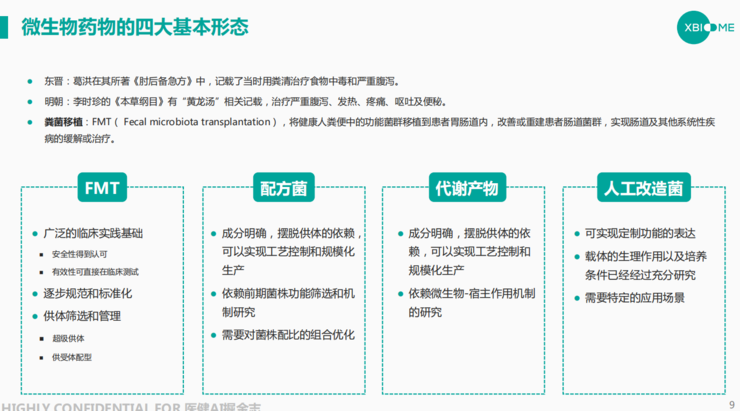 微生物药物的四大基本形态
XBIOME
● 东晋：葛洪在其所著《肘后备急方》中，记载了当时用粪清治疗食物中毒和严重腹泻。
● 明朝：李时珍的《本草纲目》有“黄龙汤”相关记载，治疗严重腹泻、发热、疼痛、呕吐及便秘。
● 粪菌移植：FMT（ Fecal microbiota transplantation），将健康人粪便中的功能菌群移植到患者胃肠道内，改善或重建患者肠道菌群，实现肠道及其他系统性疾
病的缓解或治疗。
FMT
● 广泛的临床实践基础
■ 安全性得到认可
■ 有效性可直接在临床测试
● 逐步规范和标准化
● 供体筛选和管理
■ 超级供体
■ 供受体配型
配方菌
● 成分明确，摆脱供体的依赖，
可以实现工艺控制和规模化
生产
● 依赖前期菌株功能筛选和机
制研究
● 需要对菌株配比的组合优化
代谢产物
● 成分明确，摆脱供体的依
赖，可以实现工艺控制和
规模化生产
● 依赖微生物-宿主作用机制
的研究
人工改造菌
● 可实现定制功能的表达
● 载体的生理作用以及培养
条件已经经过充分研究
● 需要特定的应用场景
HIGHLY CONFIDENTIAL FOR 医健AI掘金志
9